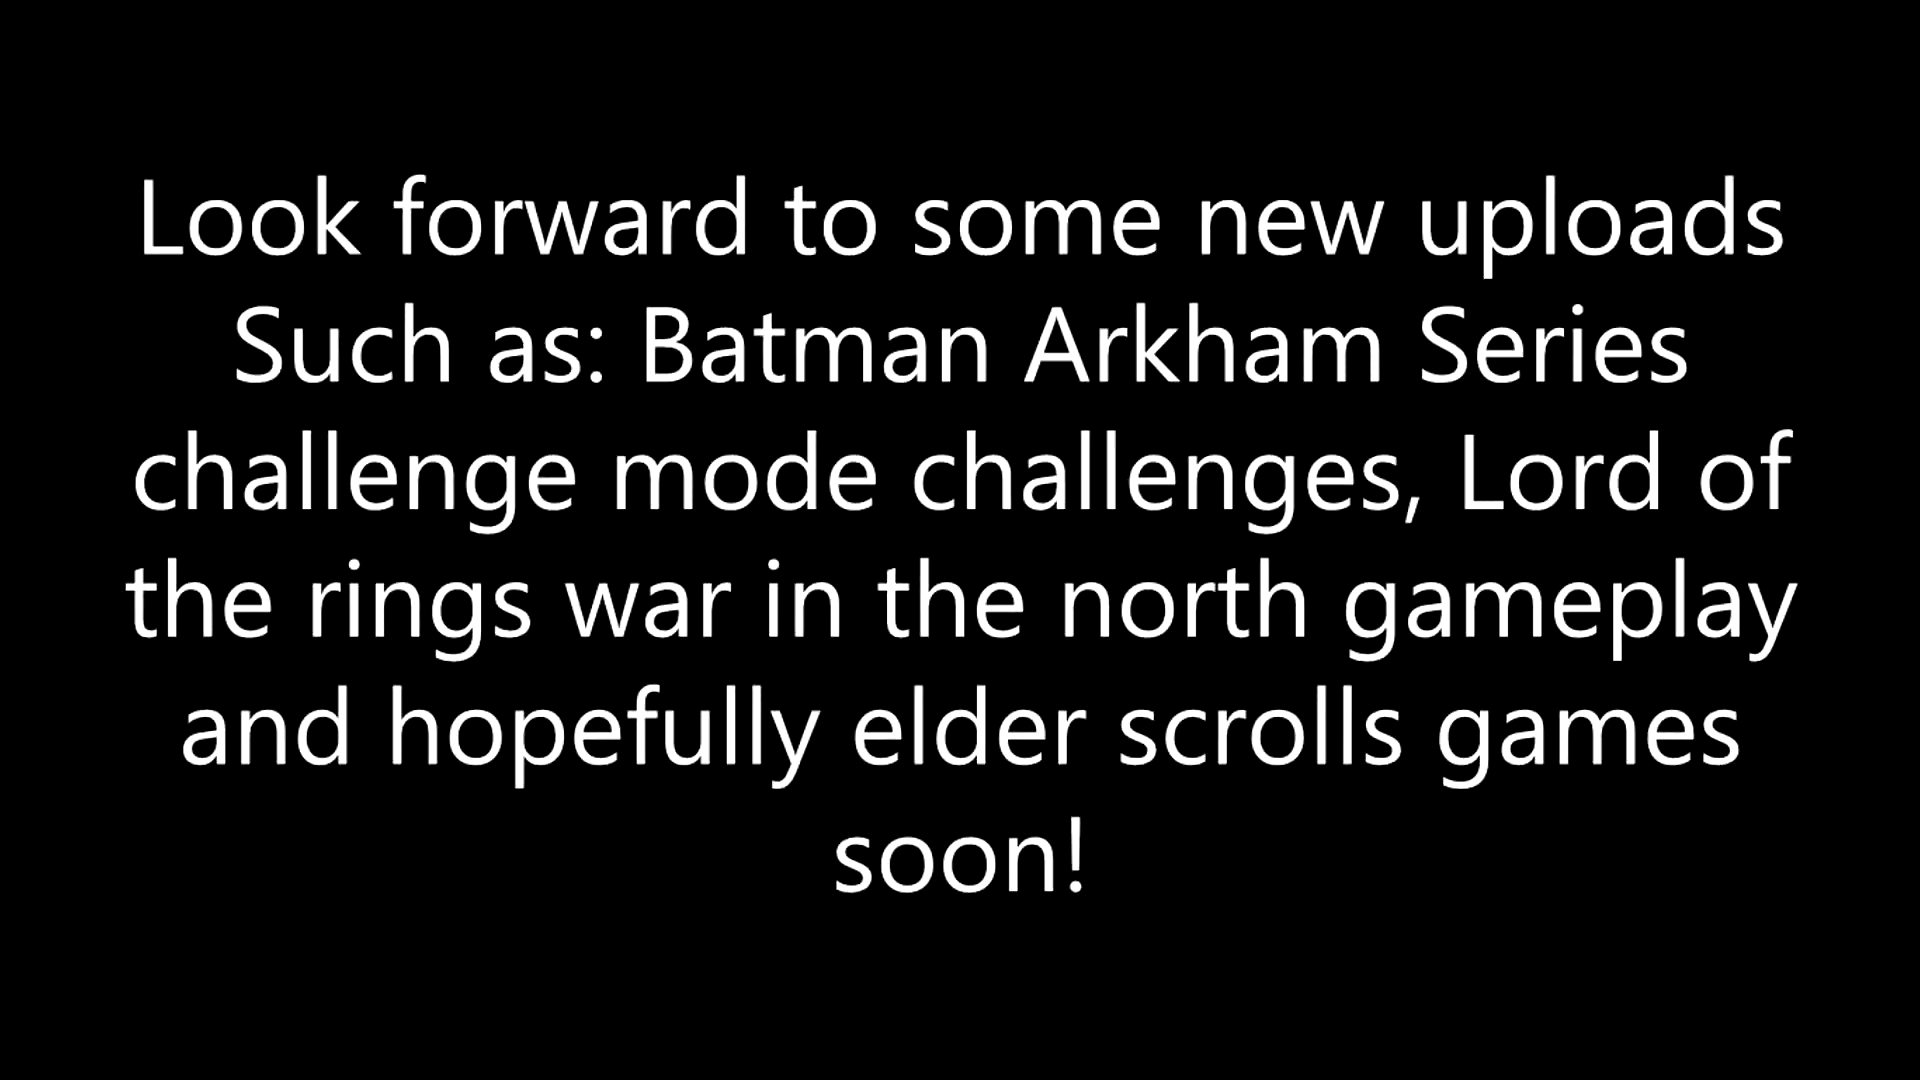 Look forward to some new uploads
Such as: Batman Arkham Series
challenge mode challenges, Lord of
the rings war in the north gameplay
and hopefully elder scrolls games
soon!